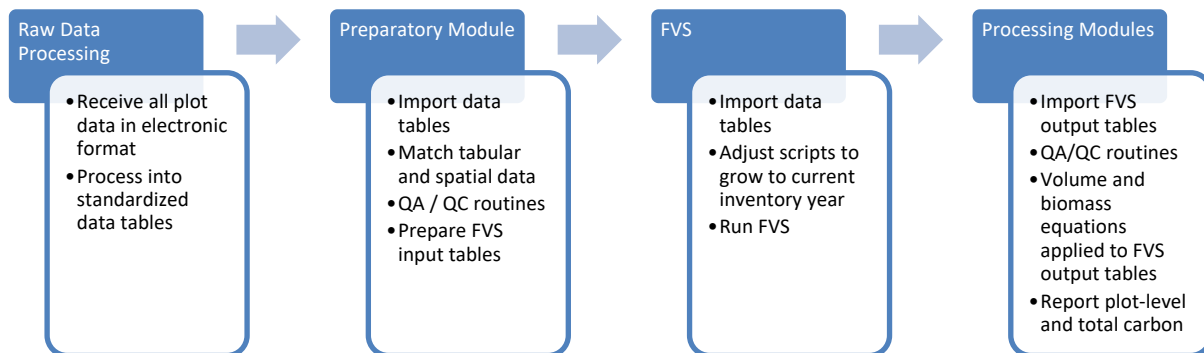 Raw Data
Processing
• Receive all plot
data in electronic
format
• Process into
standardized
data tables
Preparatory Module
• Import data
tables
• Match tabular
and spatial data
• QA / QC routines
• Prepare FVS
input tables
FVS
• Import data
tables
• Adjust scripts to
grow to current
inventory year
• Run FVS
Processing Modules
• Import FVS
output tables
• QA/QC routines
• Volume and
biomass
equations
applied to FVS
output tables
• Report plot-level
and total carbon